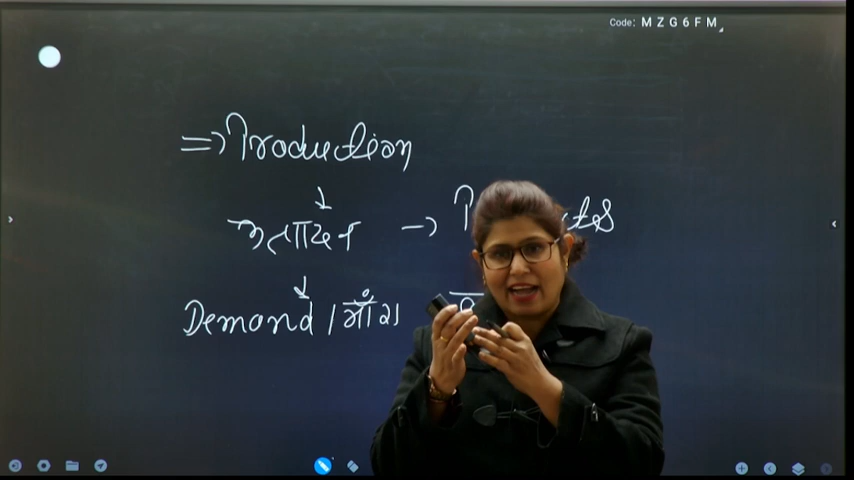 Code: MZG6FM
⇒ Production
↓
उत्पादन →
↓
Demand / माँग